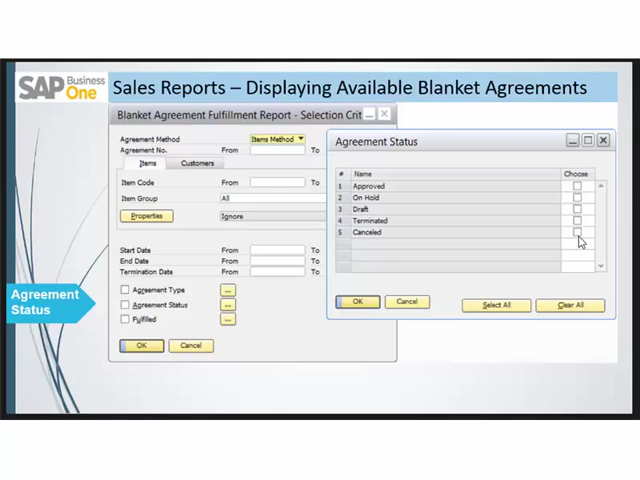 SAP Business One
Sales Reports – Displaying Available Blanket Agreements
Blanket Agreement Fulfillment Report - Selection Crit
Agreement Method Items Method
Agreement No. From To
Items Customers
Item Code From To
Item Group All
Properties Ignore
Start Date From To
End Date From To
Termination Date From To
Agreement Type ...
Agreement Status ...
Fulfilled ...
OK Cancel
Agreement Status
# Name Choose
1 Approved
2 On Hold
3 Draft
4 Terminated
5 Canceled
OK Cancel Select All Clear All
Agreement
Status